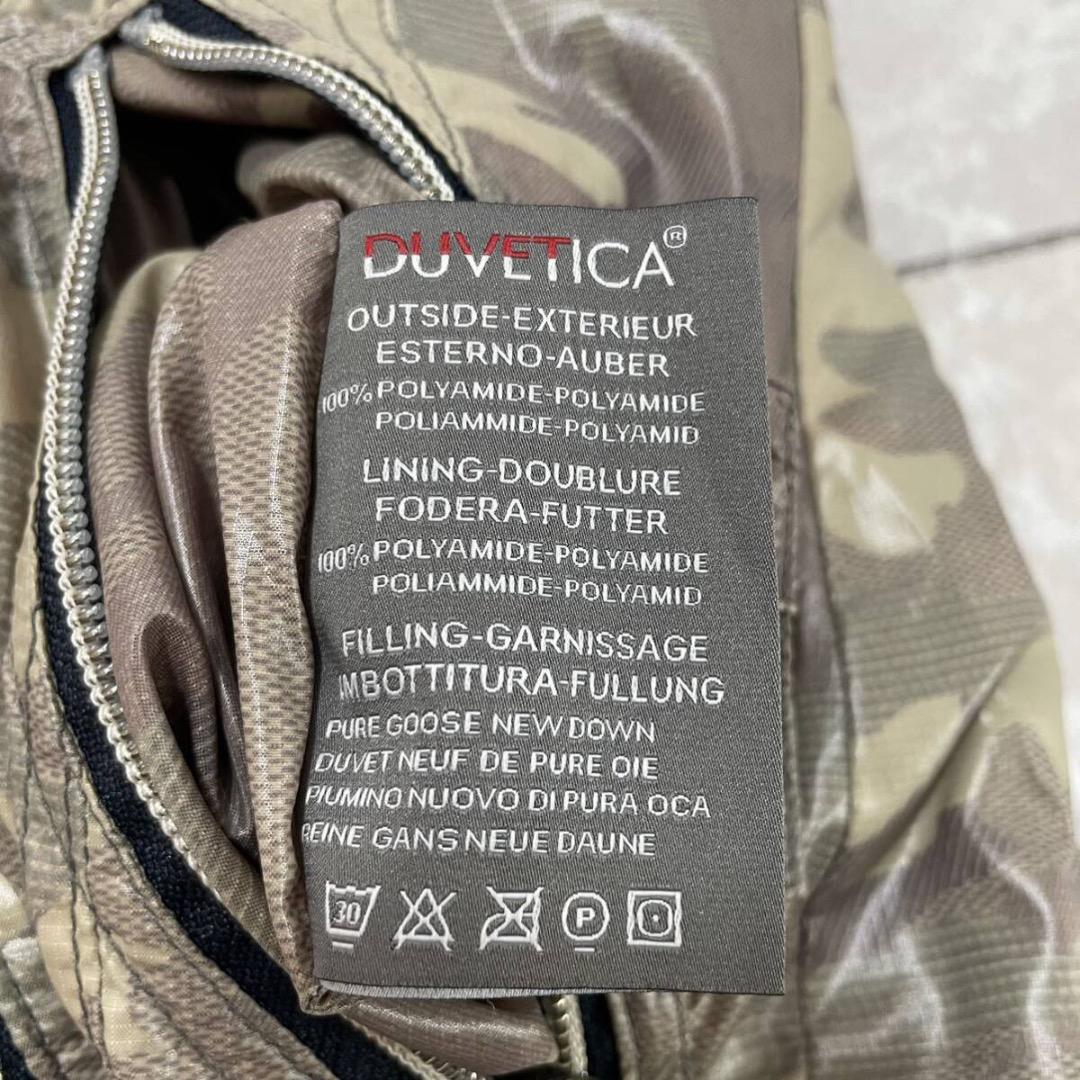 DUVETICA®
OUTSIDE-EXTERIEUR
ESTERNO-AUBER
100% POLYAMIDE-POLYAMIDE
POLIAMMIDE-POLYAMID
LINING-DOUBLURE
FODERA-FUTTER
100% POLYAMIDE-POLYAMIDE
POLIAMMIDE-POLYAMID
FILLING-GARNISSAGE
IMBOTTITURA-FULLUNG
PURE GOOSE NEW DOWN
DUVET NEUF DE PURE OIE
PIUMINO NUOVO DI PURA OCA
REINE GANS NEUE DAUNE
30 P